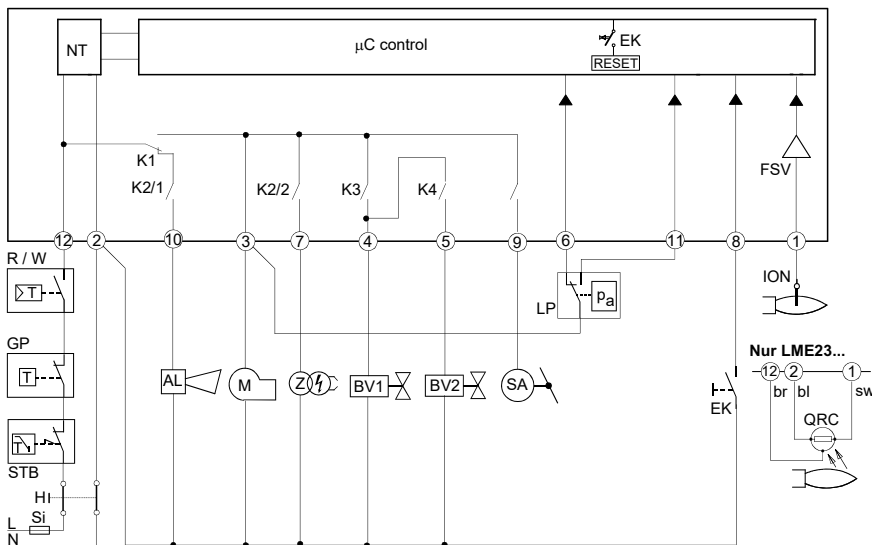 NT
µC control
EK
RESET
FSV
K1
K2/1
K2/2
K3
K4
12
2
10
3
7
4
5
9
6
11
8
1
R / W
T
GP
T
STB
T
H
Si
L
N
AL
M
Z
BV1
BV2
SA
LP
pa
EK
ION
Nur LME23...
12
2
1
br
bl
sw
QRC